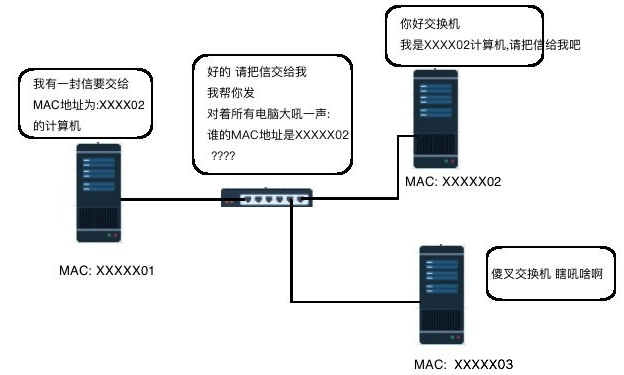 你好交换机
我是XXXX02计算机,请把信给我吧
好的 请把信交给我
我帮你发
对着所有电脑大吼一声:
谁的MAC地址是XXXXX02
????
我有一封信要交给
MAC地址为:XXXX02
的计算机
MAC: XXXXX02
MAC: XXXXX01
傻叉交换机 瞎吼啥啊
MAC: XXXXX03